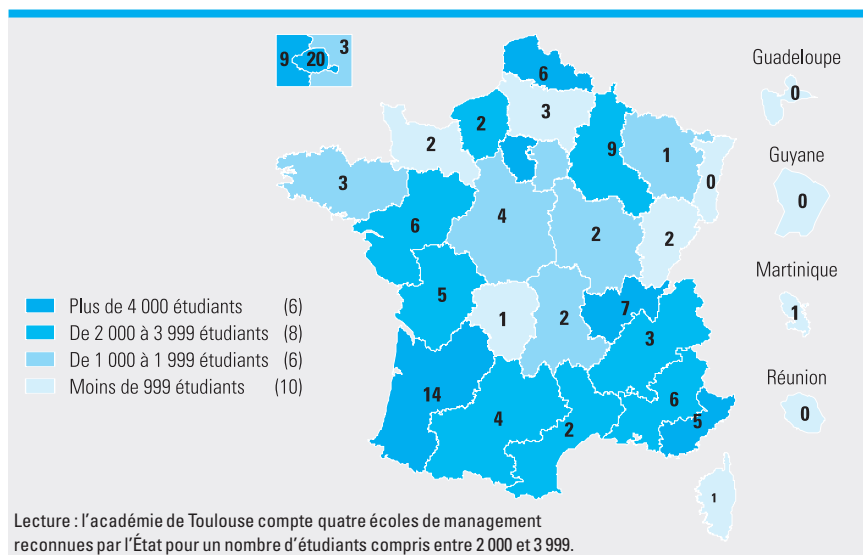 9 20 3
6
3
2
2
9
1
0
3
4
6
2
2
5
1
2
7
3
14
4
2
6
5
1
Guadeloupe
0
Guyane
0
Martinique
1
Réunion
0
Plus de 4 000 étudiants (6)
De 2 000 à 3 999 étudiants (8)
De 1 000 à 1 999 étudiants (6)
Moins de 999 étudiants (10)
Lecture : l’académie de Toulouse compte quatre écoles de management
reconnues par l’État pour un nombre d’étudiants compris entre 2 000 et 3 999.